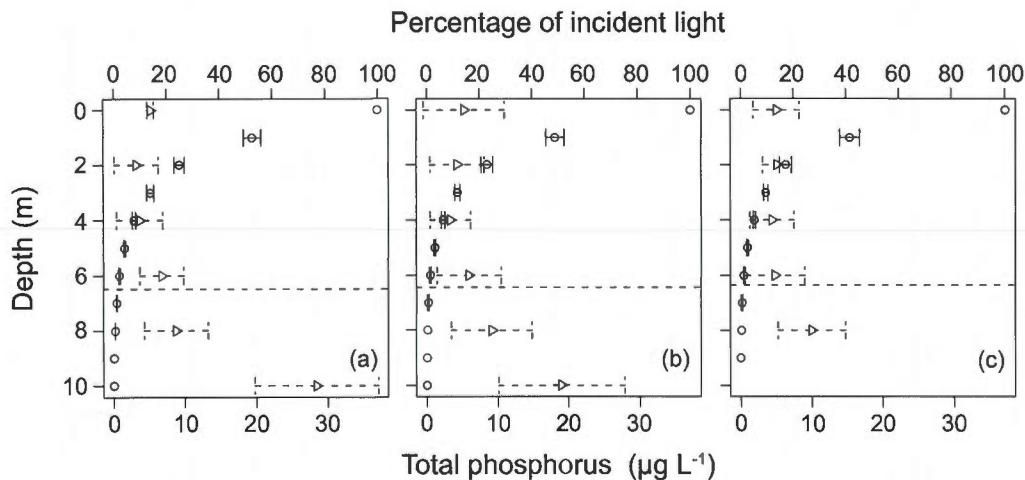 Percentage of incident light
0 20 40 60 80 100 0 20 40 60 80 100 0 20 40 60 80 100
0
2
4
6
8
10
Depth (m)
(a) (b) (c)
0 10 20 30 0 10 20 30 0 10 20 30
Total phosphorus (µg L⁻¹)